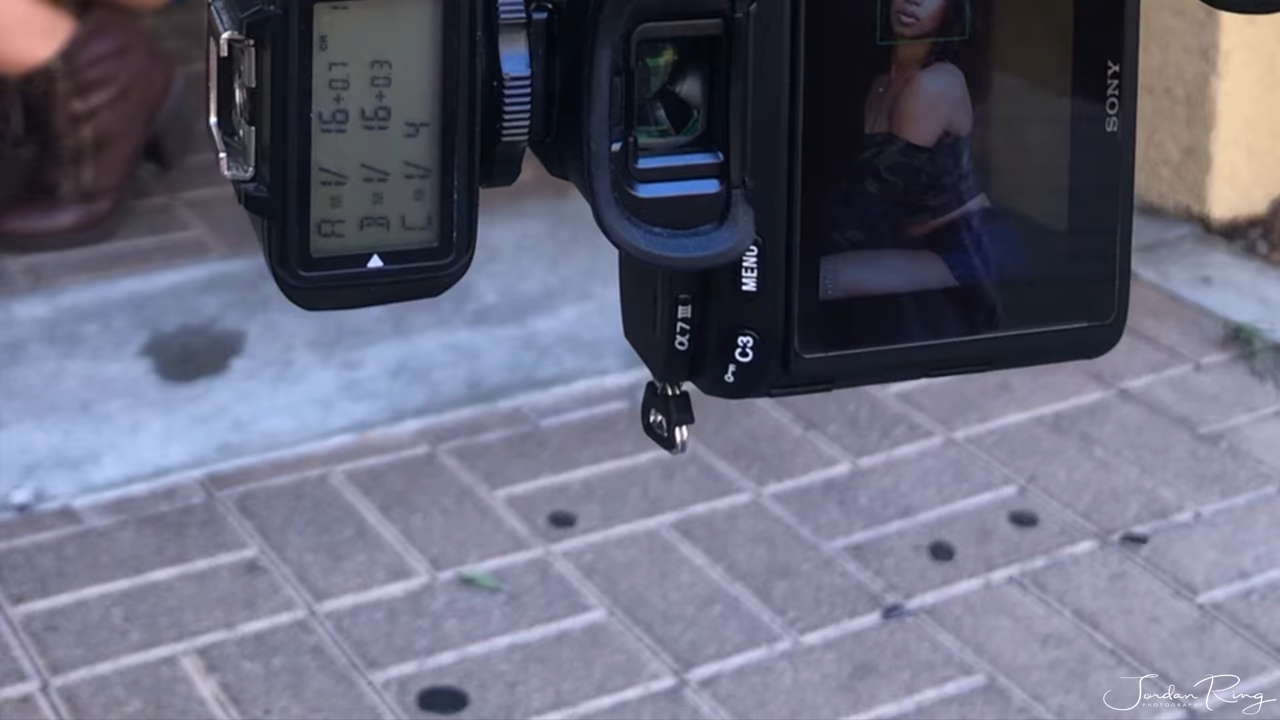 A 1/16+0.7
B 1/16+0.3
C 1/4
SONY
MENU
α7III
C3
Jordan Ring
PHOTOGRAPHY